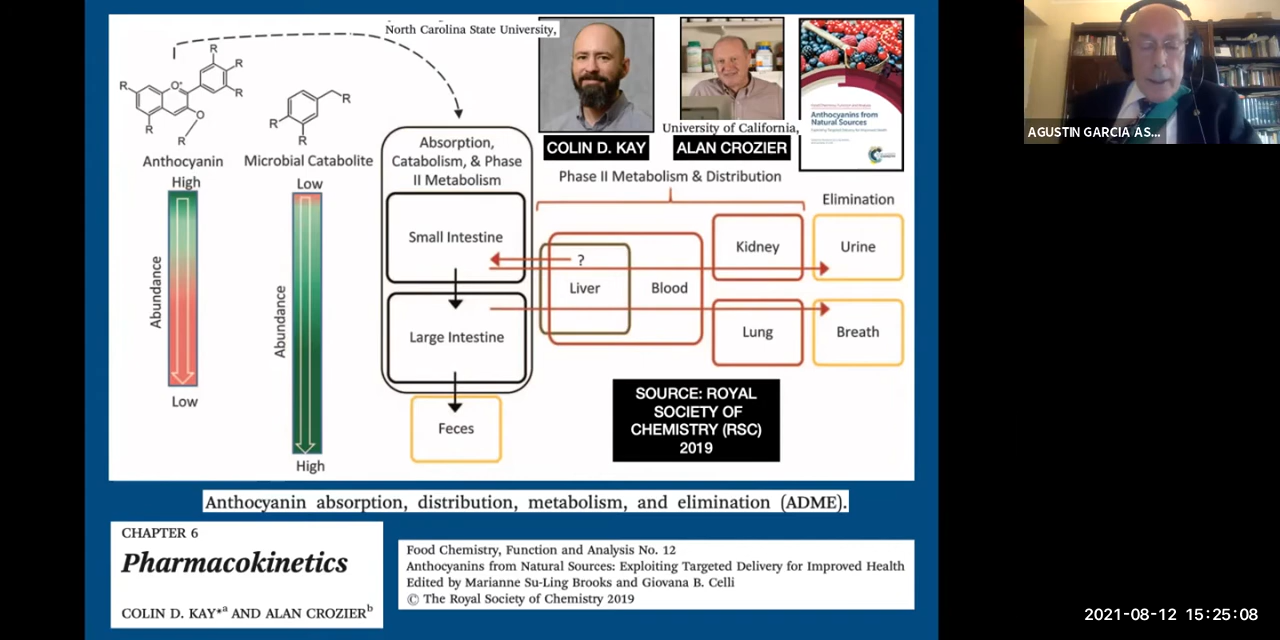 North Carolina State University,
R
R
R
R
R
R
O+
O
R
R
R
Anthocyanin
High
Abundance
Low
Microbial Catabolite
Low
Abundance
High
Absorption,
Catabolism, & Phase
II Metabolism
Small Intestine
Large Intestine
Feces
COLIN D. KAY
University of California,
ALAN CROZIER
Anthocyanins from
Natural Sources
Phase II Metabolism & Distribution
?
Liver
Blood
Kidney
Lung
Elimination
Urine
Breath
SOURCE: ROYAL
SOCIETY OF
CHEMISTRY (RSC)
2019
Anthocyanin absorption, distribution, metabolism, and elimination (ADME).
CHAPTER 6
Pharmacokinetics
COLIN D. KAY*a AND ALAN CROZIERb
Food Chemistry, Function and Analysis No. 12
Anthocyanins from Natural Sources: Exploiting Targeted Delivery for Improved Health
Edited by Marianne Su-Ling Brooks and Giovana B. Celli
© The Royal Society of Chemistry 2019
AGUSTIN GARCIA AS...
2021-08-12 15:25:08